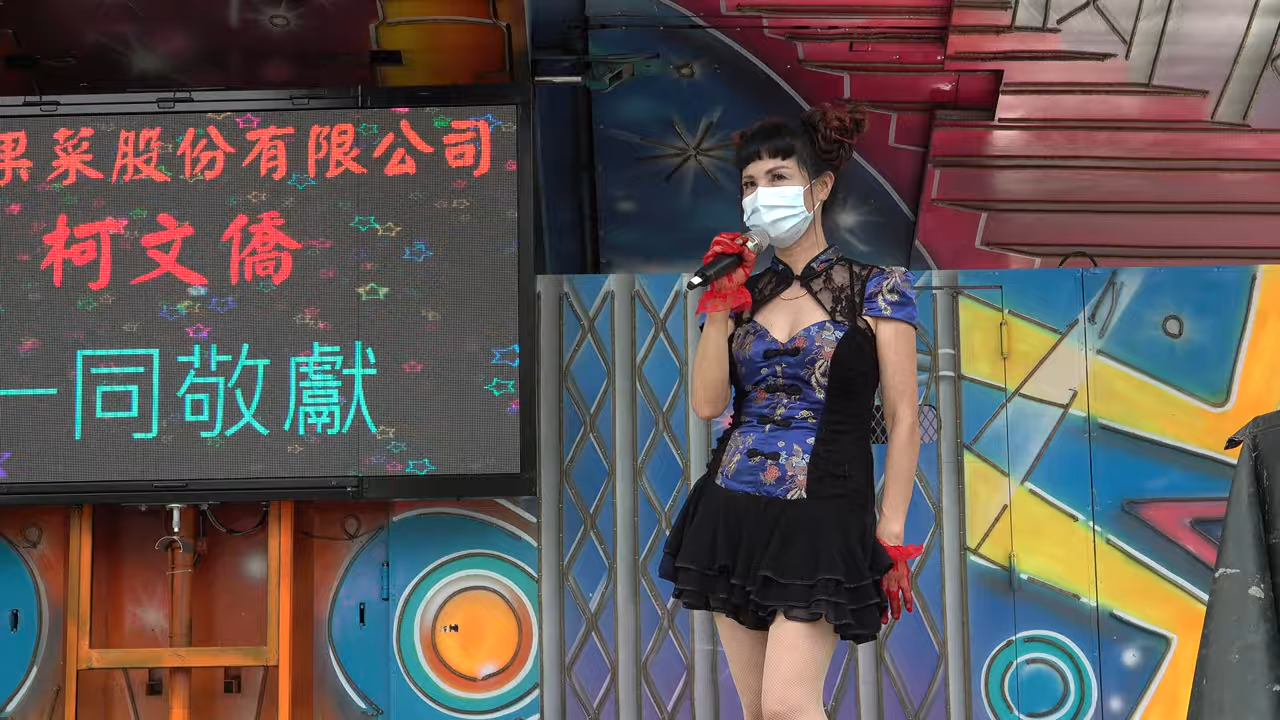 果菜股份有限公司
柯文僑
一同敬獻